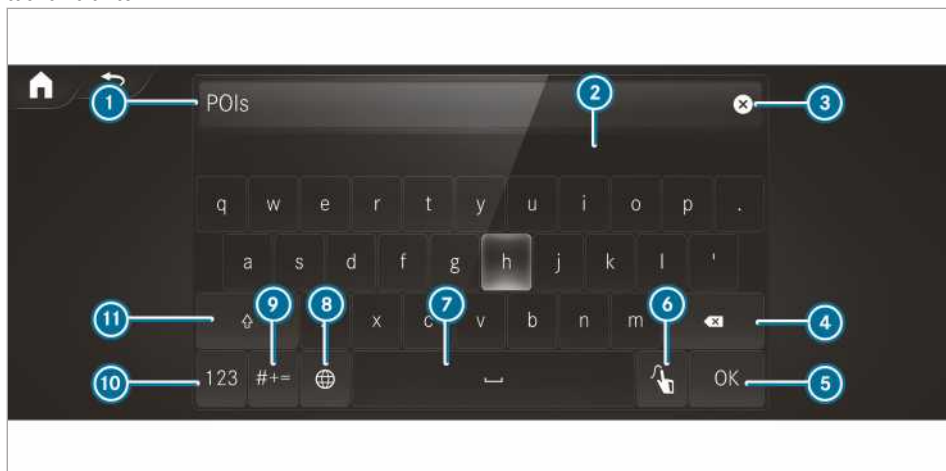 1 POIs 2 3
q w e r t y u i o p .
a s d f g h j k l '
11 9 8 7 6 4
x c v b n m
10 123 #+= OK 5